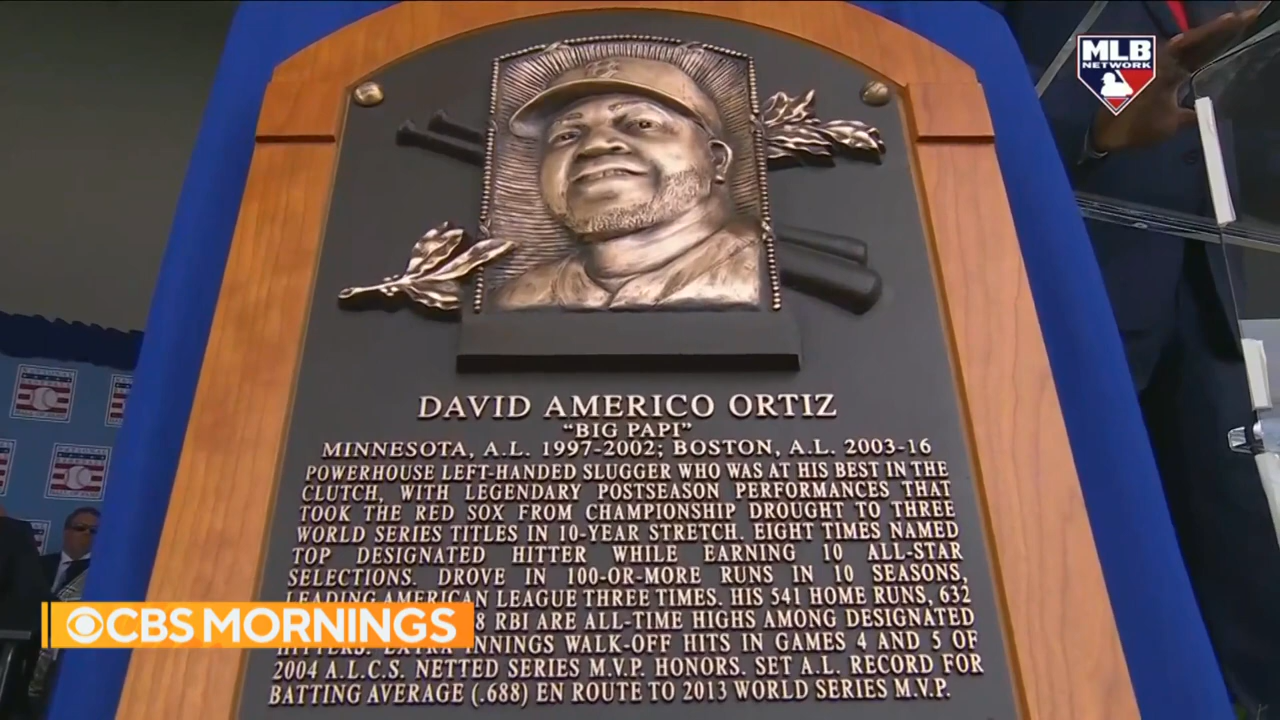 MLB
NETWORK
DAVID AMERICO ORTIZ
"BIG PAPI"
MINNESOTA, A.L. 1997-2002; BOSTON, A.L. 2003-16
POWERHOUSE LEFT-HANDED SLUGGER WHO WAS AT HIS BEST IN THE
CLUTCH, WITH LEGENDARY POSTSEASON PERFORMANCES THAT
TOOK THE RED SOX FROM CHAMPIONSHIP DROUGHT TO THREE
WORLD SERIES TITLES IN 10-YEAR STRETCH. EIGHT TIMES NAMED
TOP DESIGNATED HITTER WHILE EARNING 10 ALL-STAR
SELECTIONS. DROVE IN 100-OR-MORE RUNS IN 10 SEASONS,
LEADING AMERICAN LEAGUE THREE TIMES. HIS 541 HOME RUNS, 632
8 RBI ARE ALL-TIME HIGHS AMONG DESIGNATED
HITTERS. EXTRA INNINGS WALK-OFF HITS IN GAMES 4 AND 5 OF
2004 A.L.C.S. NETTED SERIES M.V.P. HONORS. SET A.L. RECORD FOR
BATTING AVERAGE (.688) EN ROUTE TO 2013 WORLD SERIES M.V.P.
CBS MORNINGS